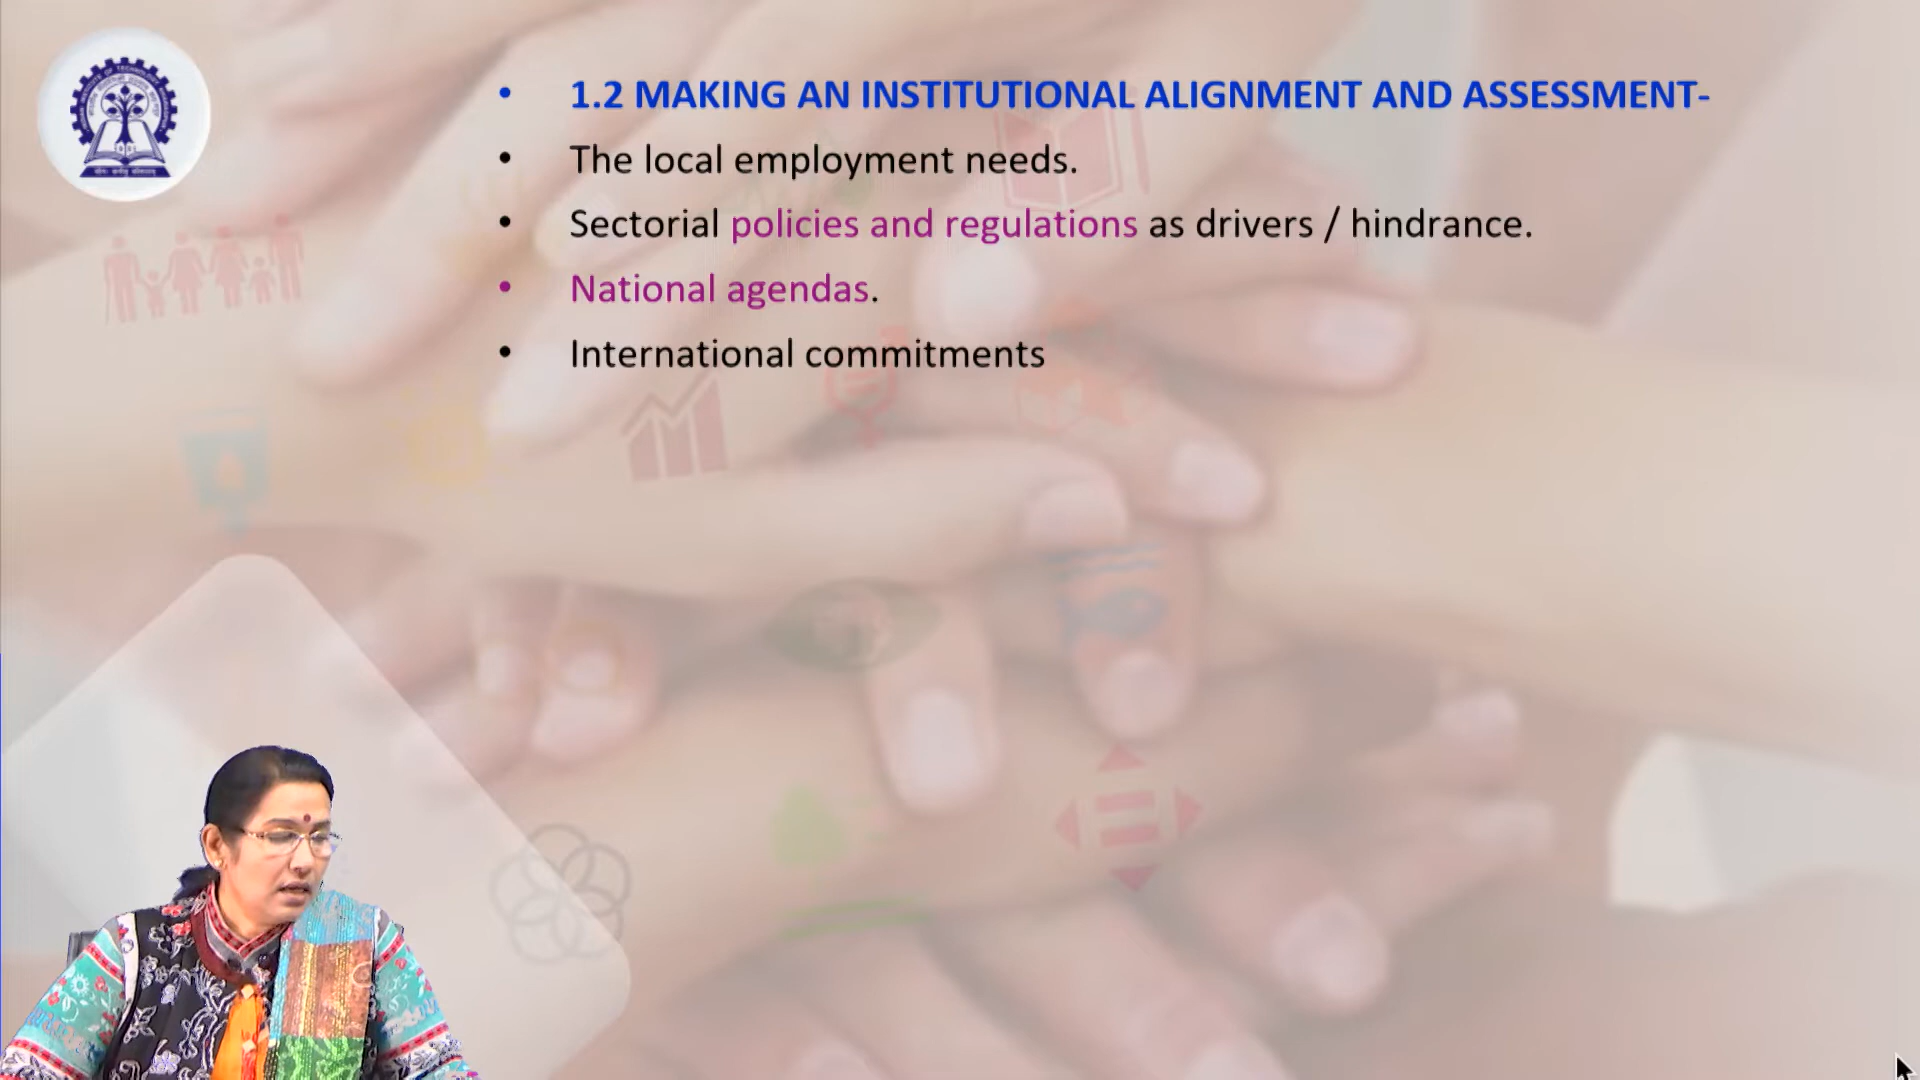 • 1.2 MAKING AN INSTITUTIONAL ALIGNMENT AND ASSESSMENT-
• The local employment needs.
• Sectorial policies and regulations as drivers / hindrance.
• National agendas.
• International commitments